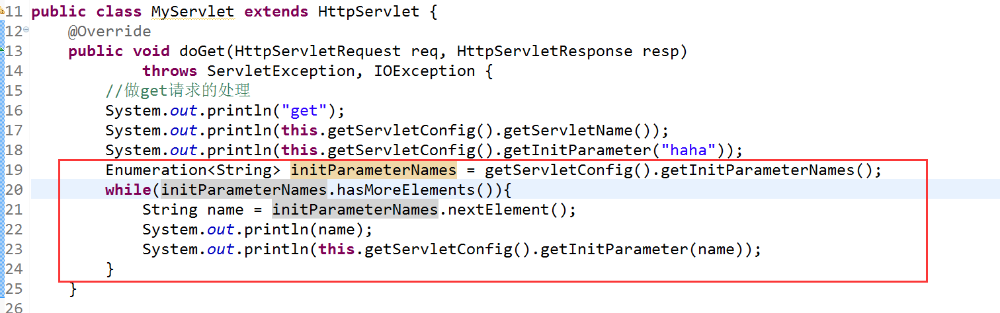 11 public class MyServlet extends HttpServlet {
12     @Override
13     public void doGet(HttpServletRequest req, HttpServletResponse resp)
14             throws ServletException, IOException {
15         //做get请求的处理
16         System.out.println("get");
17         System.out.println(this.getServletConfig().getServletName());
18         System.out.println(this.getServletConfig().getInitParameter("haha"));
19         Enumeration<String> initParameterNames = getServletConfig().getInitParameterNames();
20         while(initParameterNames.hasMoreElements()){
21             String name = initParameterNames.nextElement();
22             System.out.println(name);
23             System.out.println(this.getServletConfig().getInitParameter(name));
24         }
25     }
26